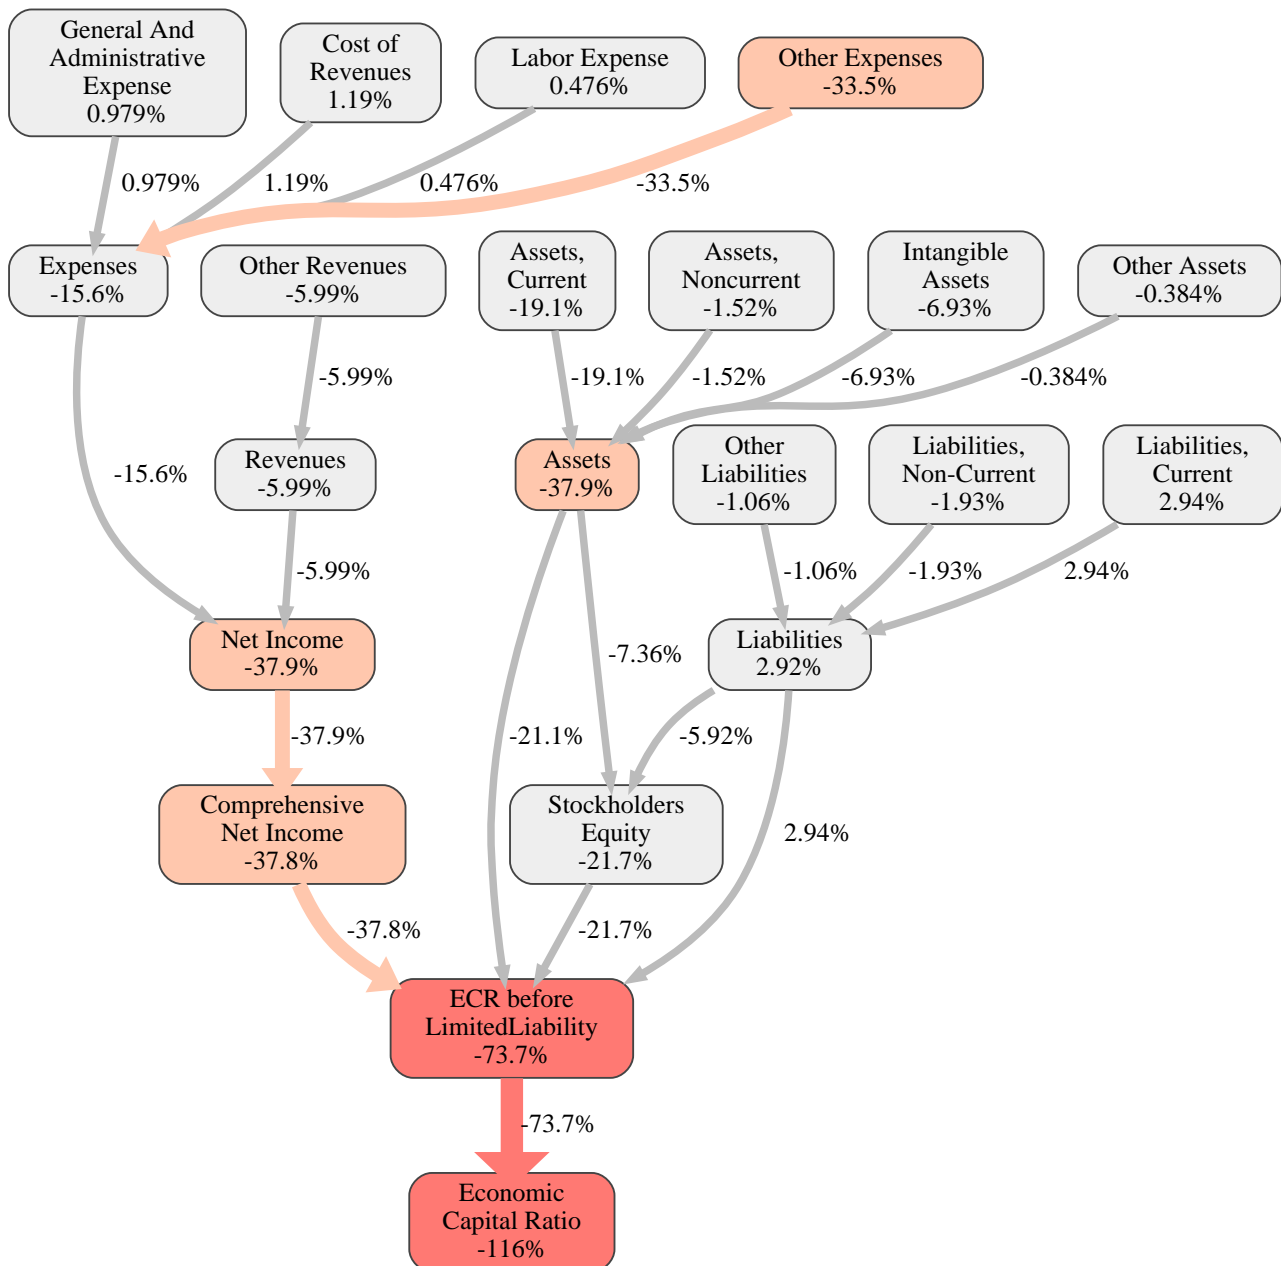 General And
Administrative
Expense
0.979%
Cost of
Revenues
1.19%
Labor Expense
0.476%
Other Expenses
-33.5%
0.979%
1.19%
0.476%
-33.5%
Expenses
-15.6%
Other Revenues
-5.99%
Assets,
Current
-19.1%
Assets,
Noncurrent
-1.52%
Intangible
Assets
-6.93%
Other Assets
-0.384%
-5.99%
-19.1%
-1.52%
-6.93%
-0.384%
-15.6%
Revenues
-5.99%
Assets
-37.9%
Other
Liabilities
-1.06%
Liabilities,
Non-Current
-1.93%
Liabilities,
Current
2.94%
-5.99%
-1.06%
-1.93%
2.94%
Net Income
-37.9%
-7.36%
Liabilities
2.92%
-37.9%
-21.1%
-5.92%
Comprehensive
Net Income
-37.8%
Stockholders
Equity
-21.7%
2.94%
-37.8%
-21.7%
ECR before
LimitedLiability
-73.7%
-73.7%
Economic
Capital Ratio
-116%